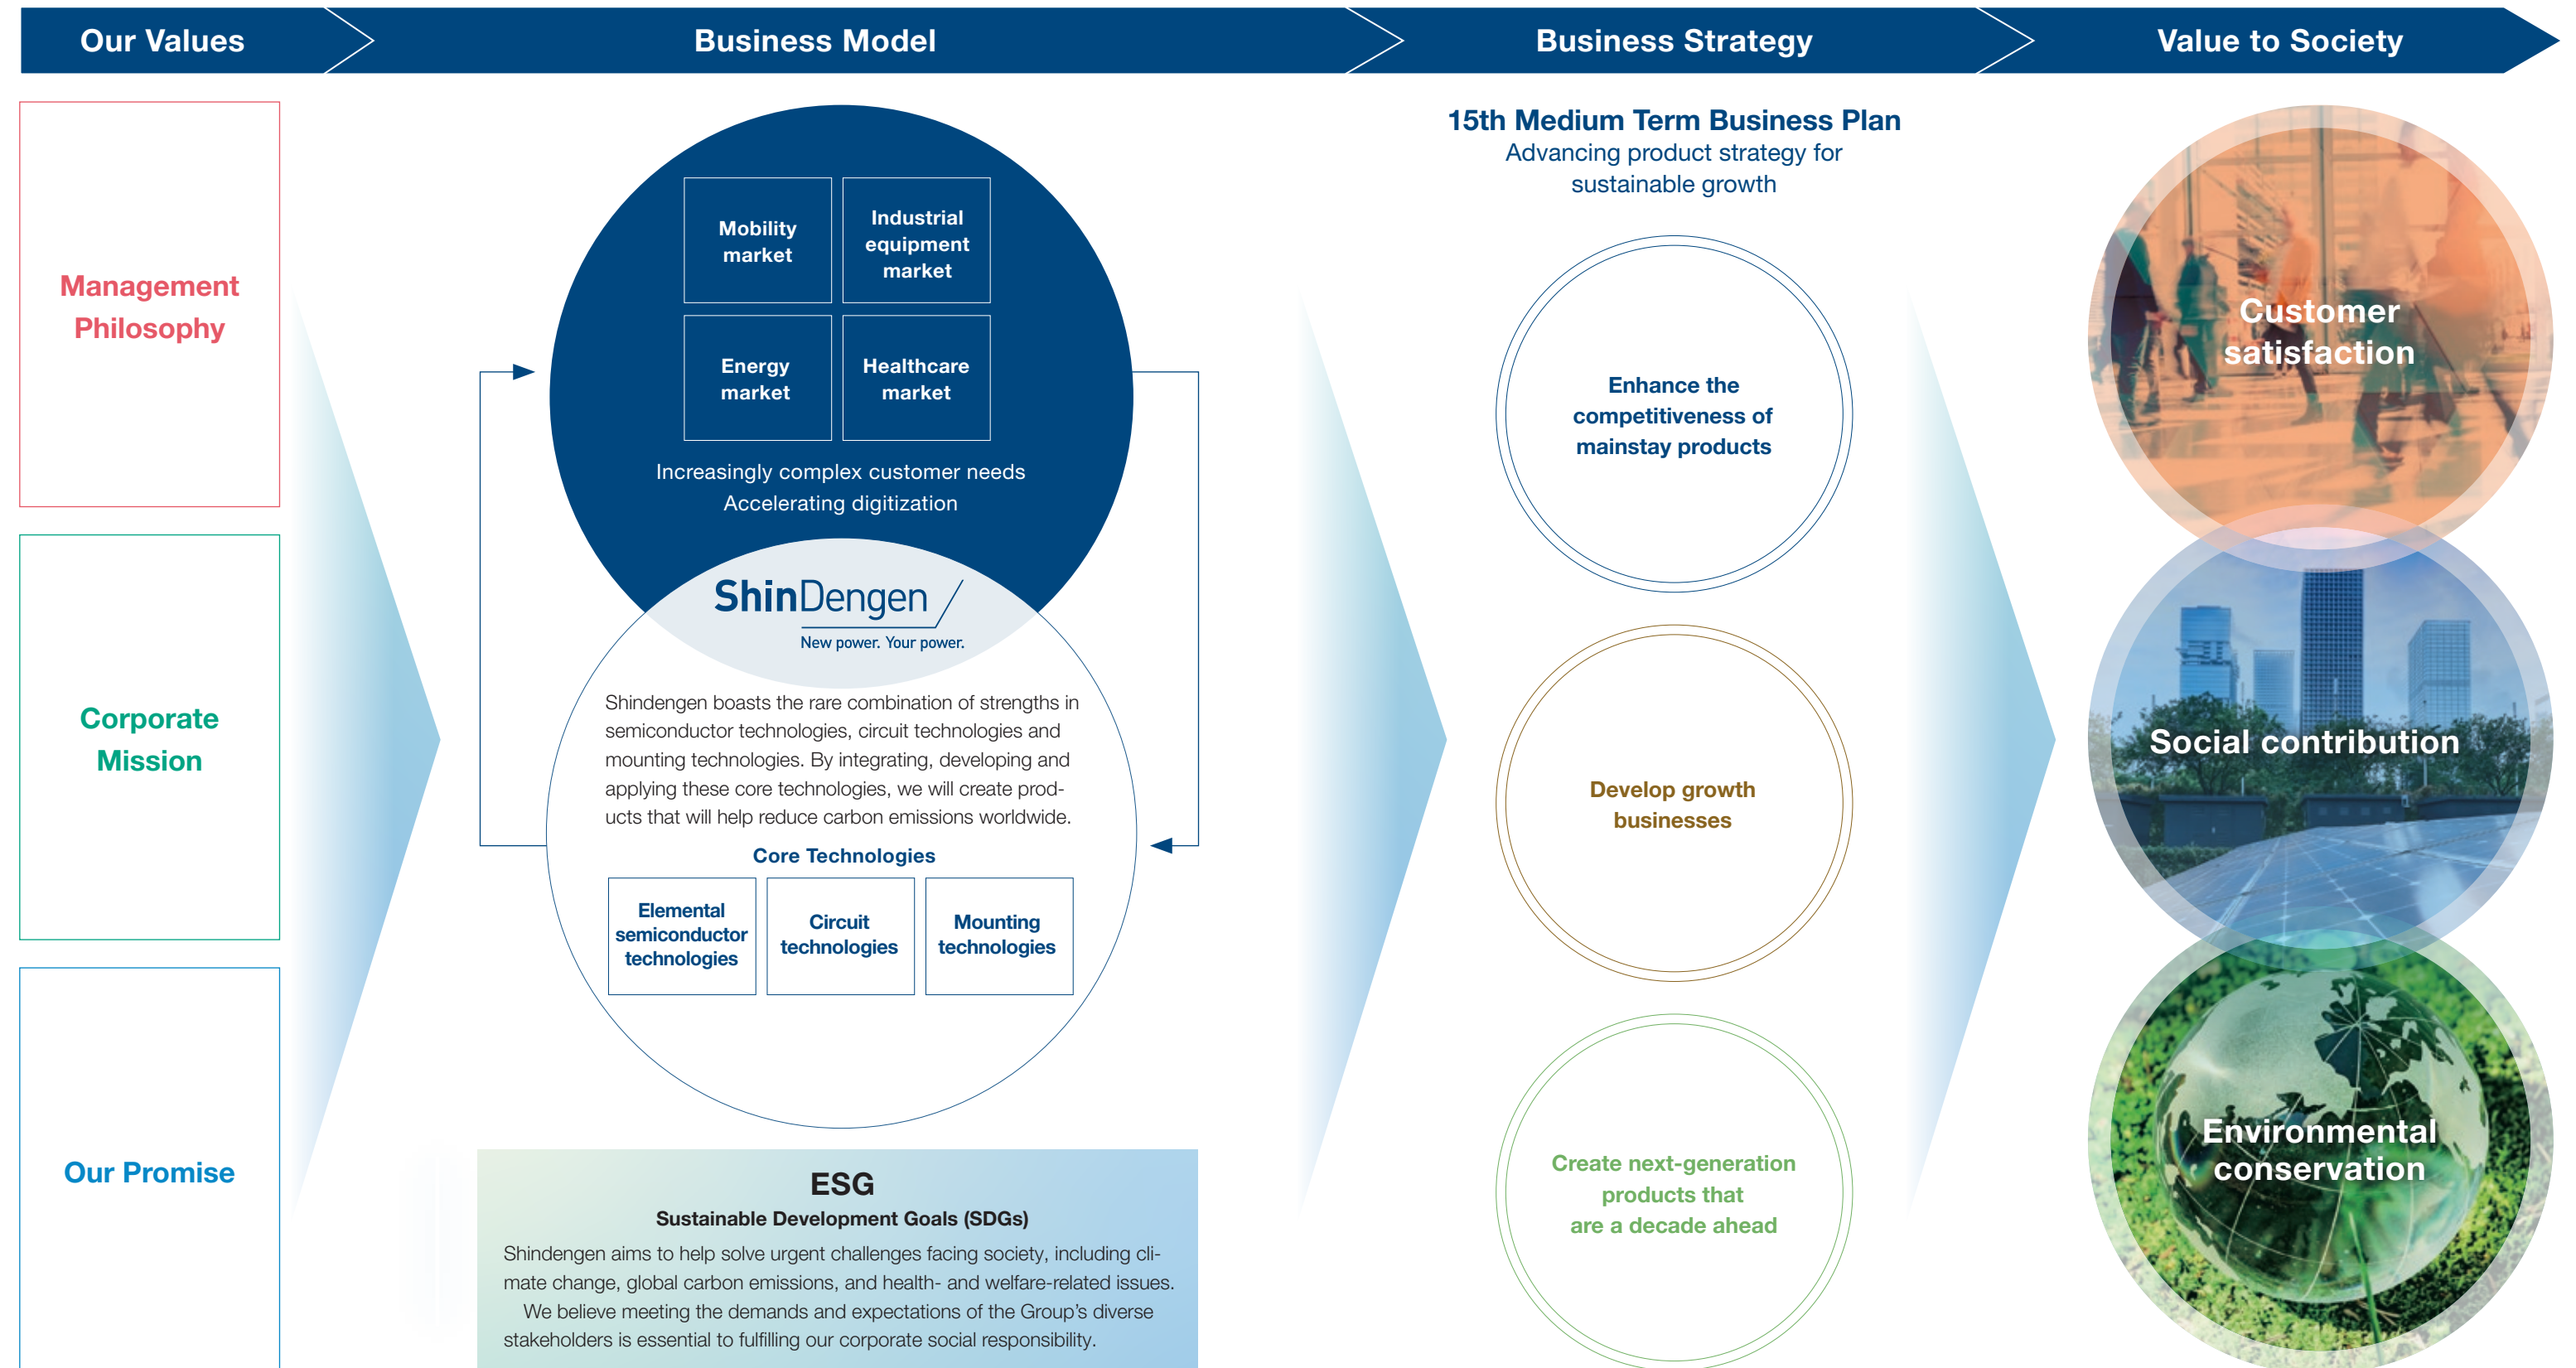 Our Values
Business Model
Business Strategy
Value to Society
Management
Philosophy
Corporate
Mission
Our Promise
Mobility
market
Industrial
equipment
market
Energy
market
Healthcare
market
Increasingly complex customer needs
Accelerating digitization
ShinDengen
New power. Your power.
Shindengen boasts the rare combination of strengths in
semiconductor technologies, circuit technologies and
mounting technologies. By integrating, developing and
applying these core technologies, we will create prod-
ucts that will help reduce carbon emissions worldwide.
Core Technologies
Elemental
semiconductor
technologies
Circuit
technologies
Mounting
technologies
ESG
Sustainable Development Goals (SDGs)
Shindengen aims to help solve urgent challenges facing society, including cli-
mate change, global carbon emissions, and health- and welfare-related issues.
We believe meeting the demands and expectations of the Group’s diverse
stakeholders is essential to fulfilling our corporate social responsibility.
15th Medium Term Business Plan
Advancing product strategy for
sustainable growth
Enhance the
competitiveness of
mainstay products
Develop growth
businesses
Create next-generation
products that
are a decade ahead
Customer
satisfaction
Social contribution
Environmental
conservation